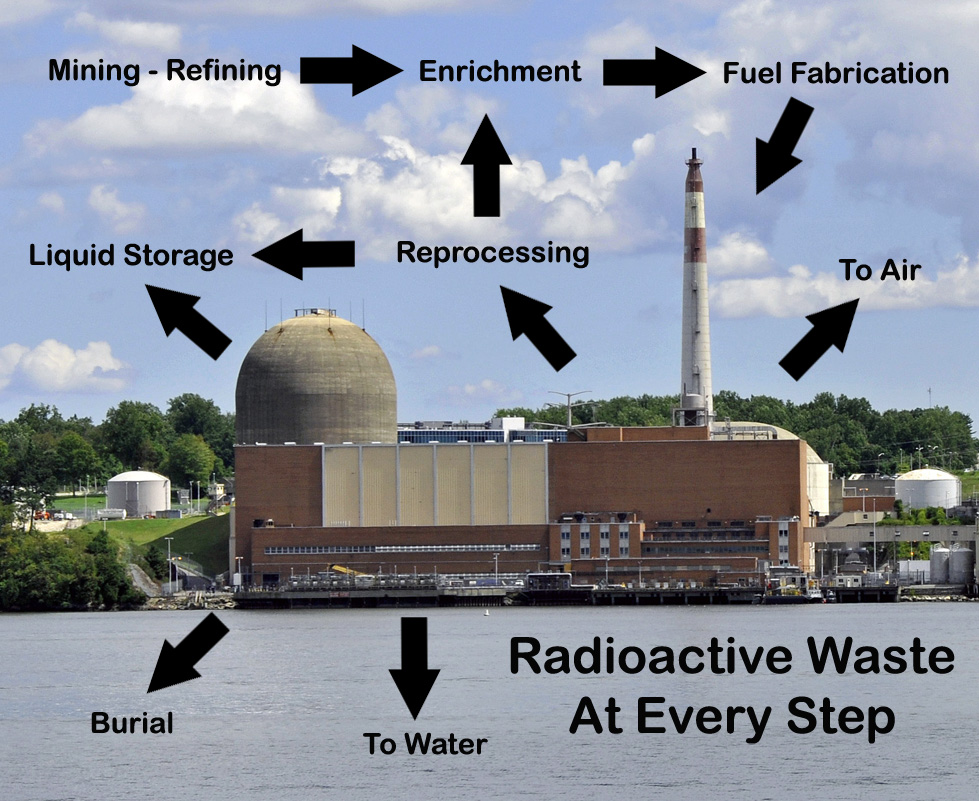 Mining - Refining
Enrichment
Fuel Fabrication
Liquid Storage
Reprocessing
To Air
Burial
To Water
Radioactive Waste
At Every Step